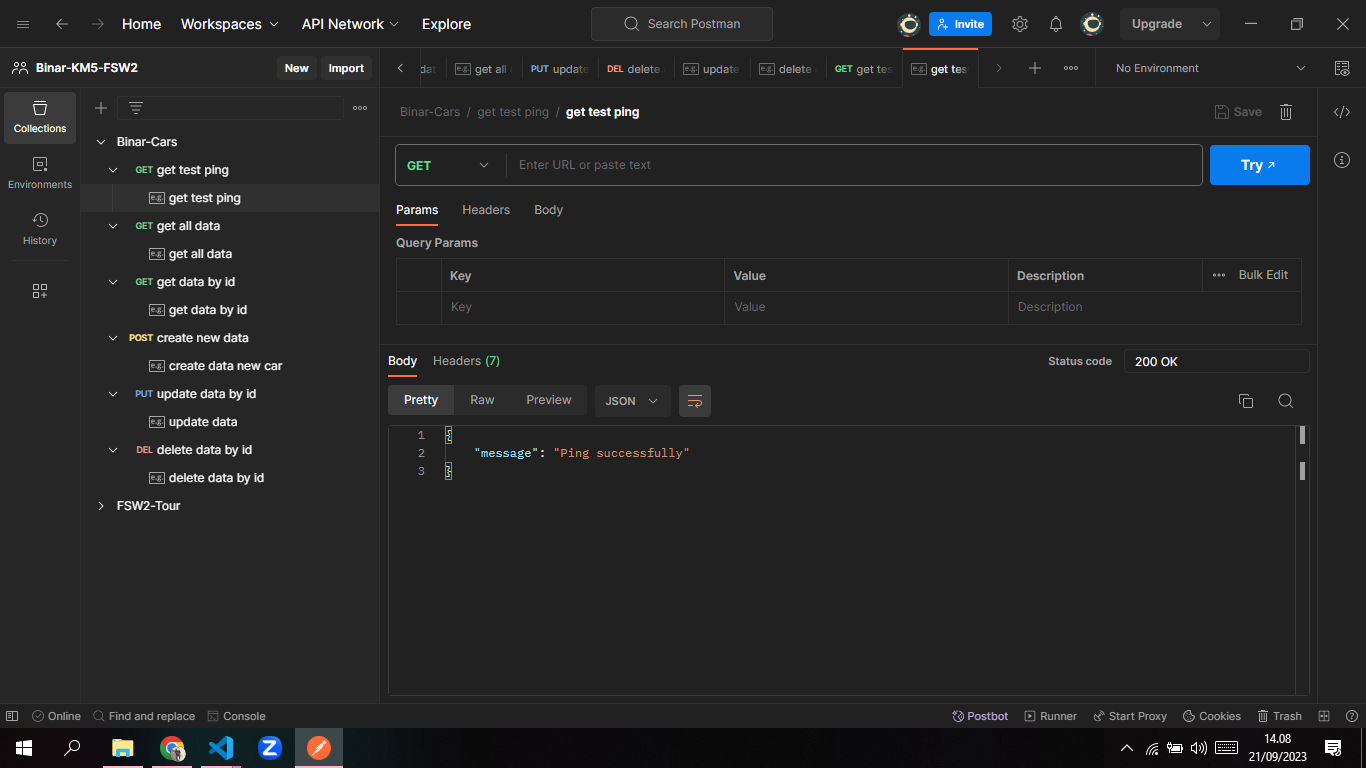 Home Workspaces API Network Explore Search Postman Invite Upgrade
Binar-KM5-FSW2 New Import
get all PUT update DEL delete e.g. update e.g. delete GET get tes e.g. get tes No Environment
Collections
Environments
History
Binar-Cars
GET get test ping
e.g. get test ping
GET get all data
e.g. get all data
GET get data by id
e.g. get data by id
POST create new data
e.g. create data new car
PUT update data by id
e.g. update data
DEL delete data by id
e.g. delete data by id
FSW2-Tour
Binar-Cars / get test ping / get test ping Save
GET Enter URL or paste text Try
Params Headers Body
Query Params
Key Value Description Bulk Edit
Key Value Description
Body Headers (7) Status code 200 OK
Pretty Raw Preview JSON
1 {
2 "message": "Ping successfully"
3 }
Online Find and replace Console Postbot Runner Start Proxy Cookies Trash
14.08
21/09/2023